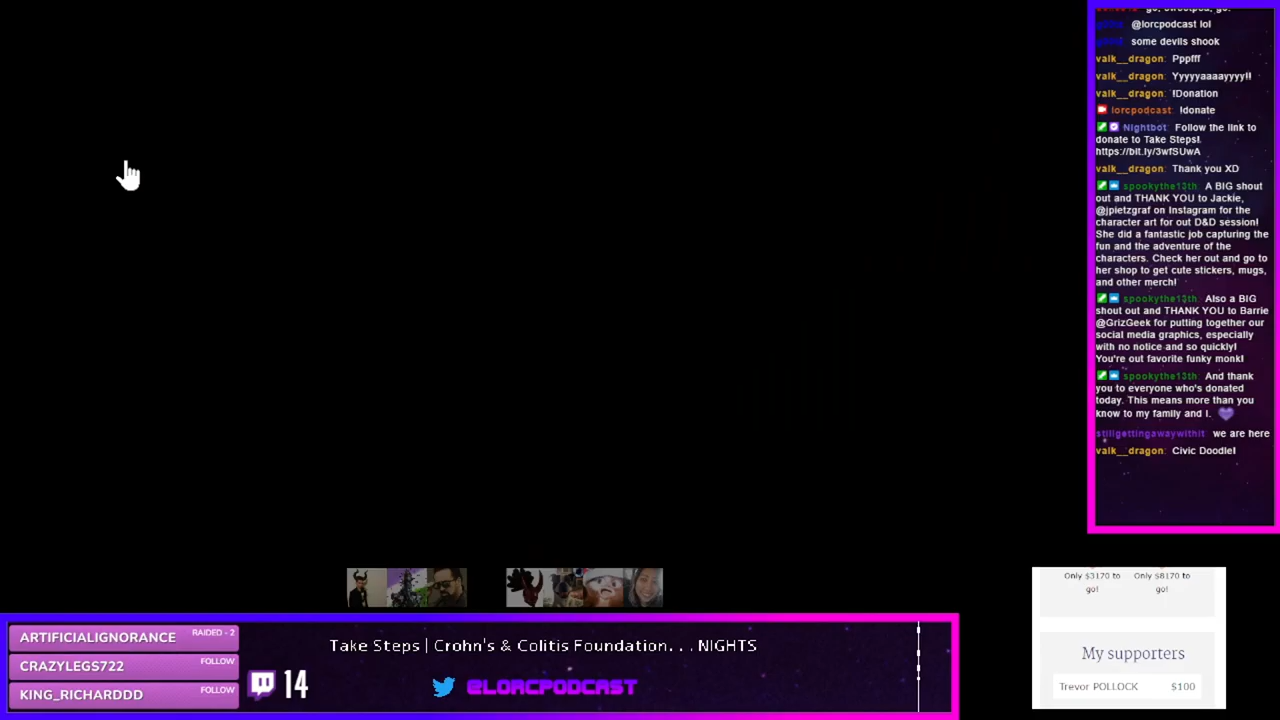 go, sweetpea, go!
@lorcpodcast lol
some devils shook
valk__dragon: Pppfff
valk__dragon: Yyyyyaaaayyyy!!
valk__dragon: !Donation
lorcpodcast: !donate
Nightbot: Follow the link to
donate to Take Steps!
https://bit.ly/3wfSUwA
valk__dragon: Thank you XD
spookythe13th: A BIG shout
out and THANK YOU to Jackie,
@jpietzgraf on Instagram for the
character art for out D&D session!
She did a fantastic job capturing the
fun and the adventure of the
characters. Check her out and go to
her shop to get cute stickers, mugs,
and other merch!
spookythe13th: Also a BIG
shout out and THANK YOU to Barrie
@GrizGeek for putting together our
social media graphics, especially
with no notice and so quickly!
You're out favorite funky monk!
spookythe13th: And thank
you to everyone who's donated
today. This means more than you
know to my family and I.
stillgettingawaywithit: we are here
valk__dragon: Civic Doodle!
Only $3170 to
go!
Only $8170 to
go!
My supporters
Trevor POLLOCK $100
ARTIFICIALIGNORANCE RAIDED - 2
CRAZYLEGS722 FOLLOW
KING_RICHARDDD FOLLOW
14
Take Steps | Crohn's & Colitis Foundation. . . NIGHTS
@LORCPODCAST